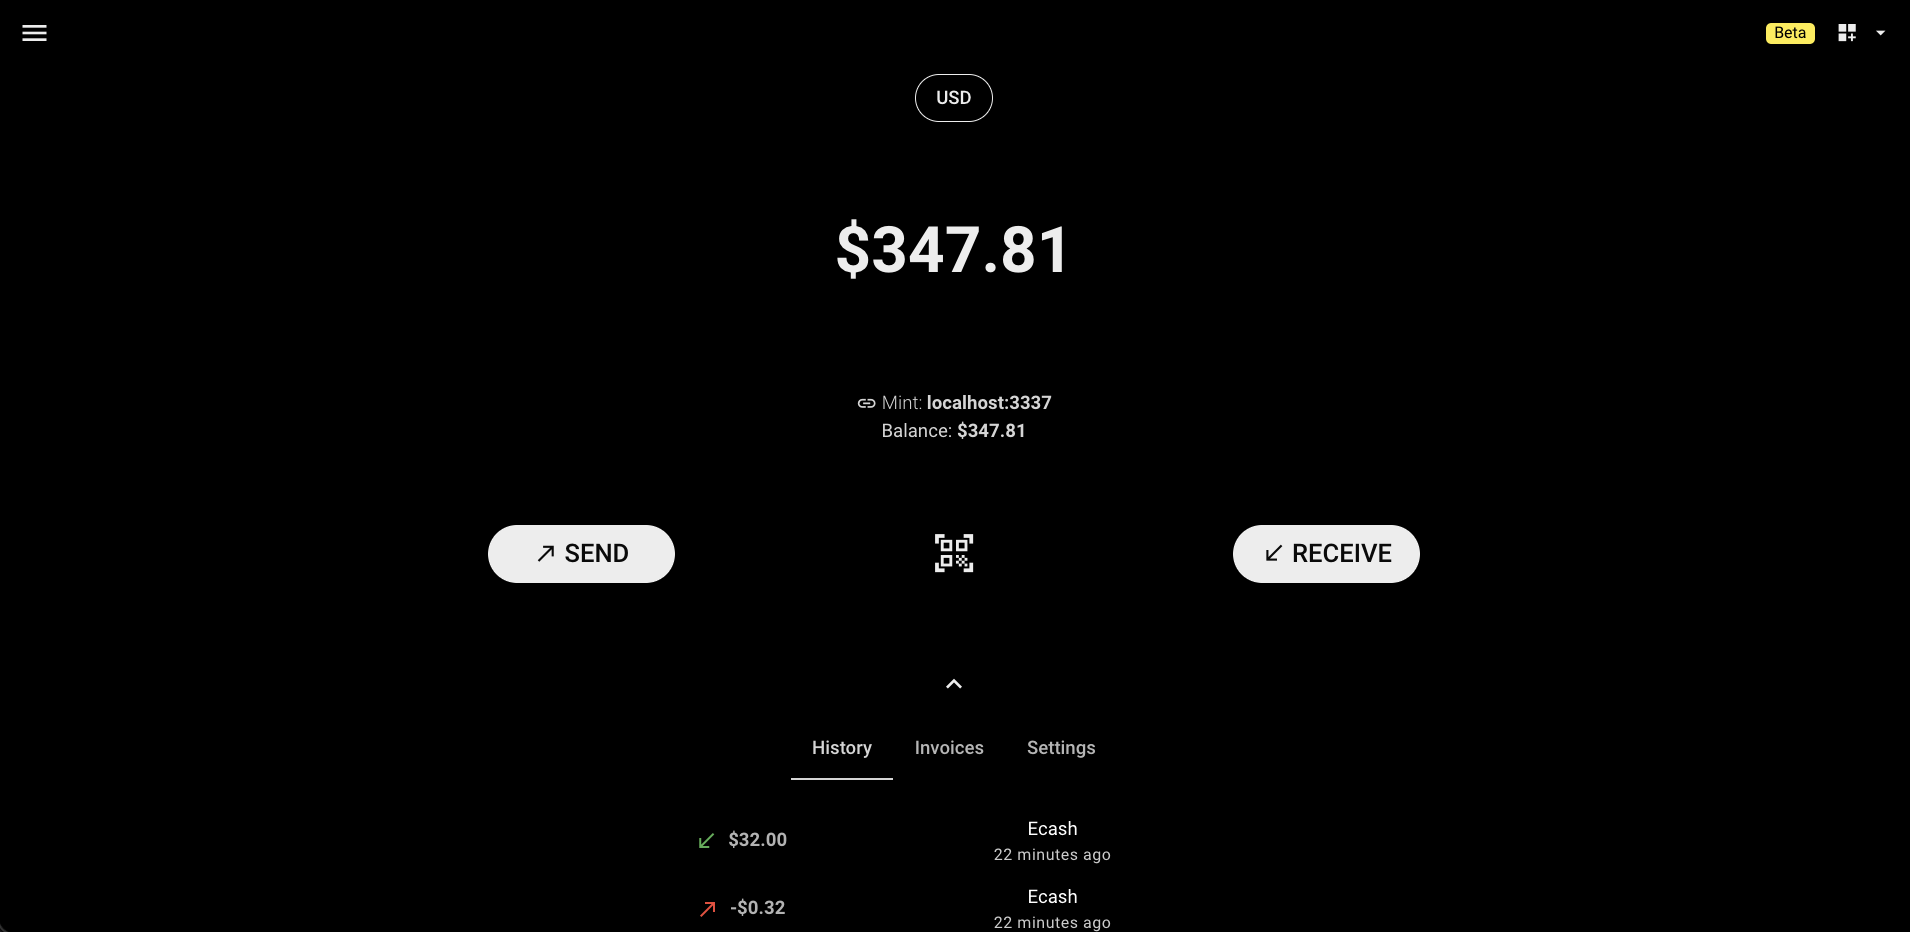 Beta
USD
$347.81
Mint: localhost:3337
Balance: $347.81
SEND
RECEIVE
History Invoices Settings
$32.00
Ecash
22 minutes ago
-$0.32
Ecash
22 minutes ago